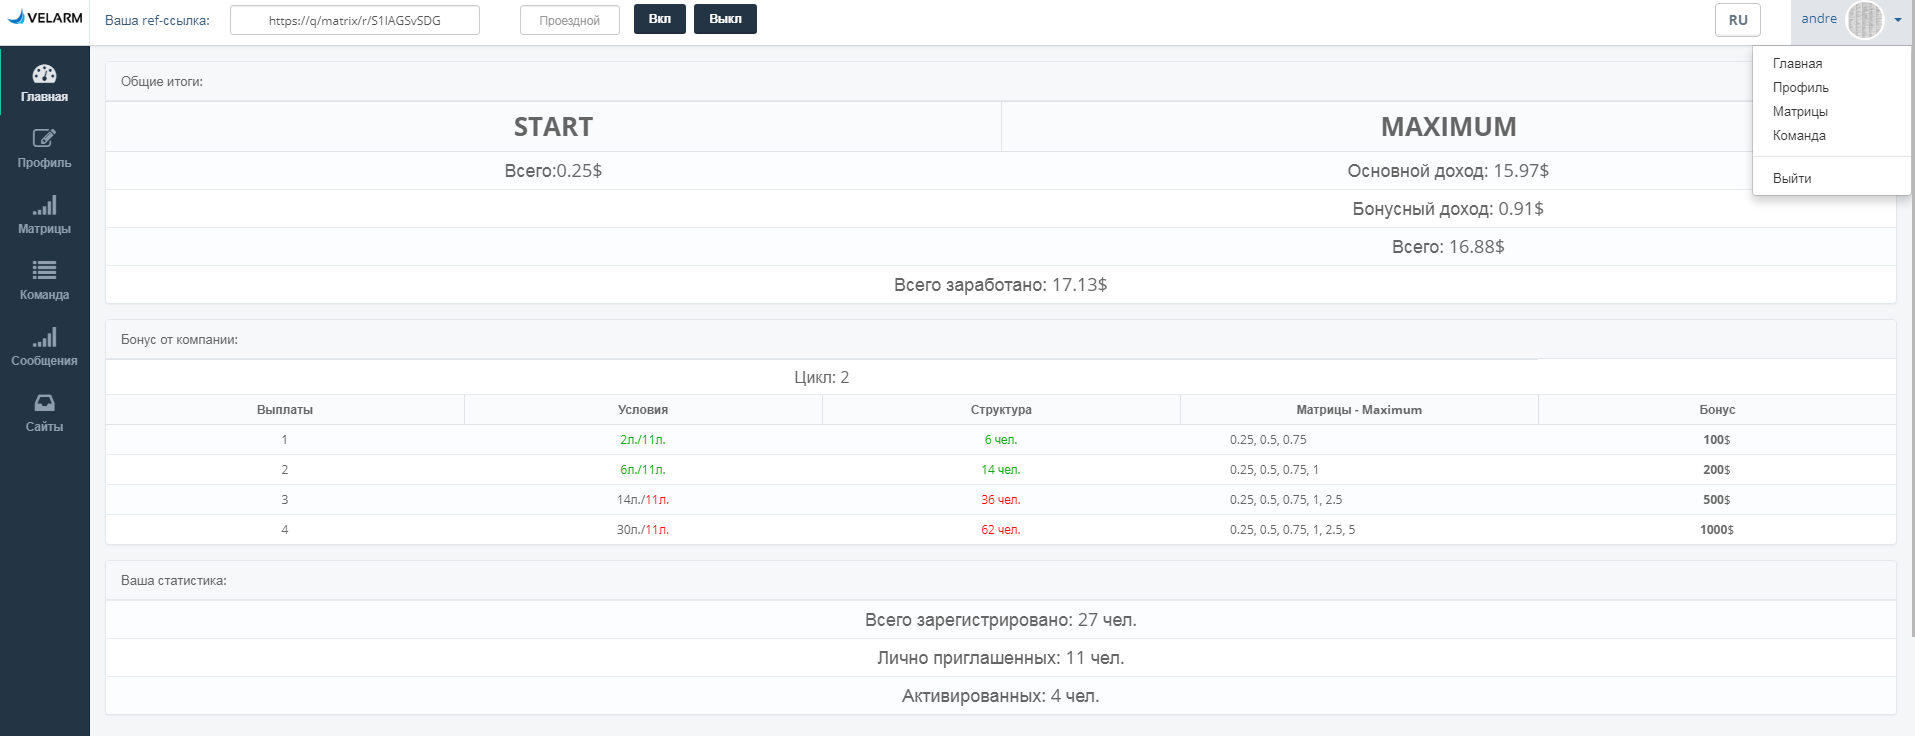 VELARM
Ваша ref-ссылка:
https://q/matrix/r/S1IAGSvSDG
Проездной
Вкл
Выкл
RU
andre
Главная
Профиль
Матрицы
Команда
Сообщения
Сайты
Главная
Профиль
Матрицы
Команда
Выйти
Общие итоги:
START MAXIMUM
Всего:0.25$ Основной доход: 15.97$
Бонусный доход: 0.91$
Всего: 16.88$
Всего заработано: 17.13$
Бонус от компании:
Цикл: 2
Выплаты Условия Структура Матрицы - Maximum Бонус
1 2л./11л. 6 чел. 0.25, 0.5, 0.75 100$
2 6л./11л. 14 чел. 0.25, 0.5, 0.75, 1 200$
3 14л./11л. 36 чел. 0.25, 0.5, 0.75, 1, 2.5 500$
4 30л./11л. 62 чел. 0.25, 0.5, 0.75, 1, 2.5, 5 1000$
Ваша статистика:
Всего зарегистрировано: 27 чел.
Лично приглашенных: 11 чел.
Активированных: 4 чел.